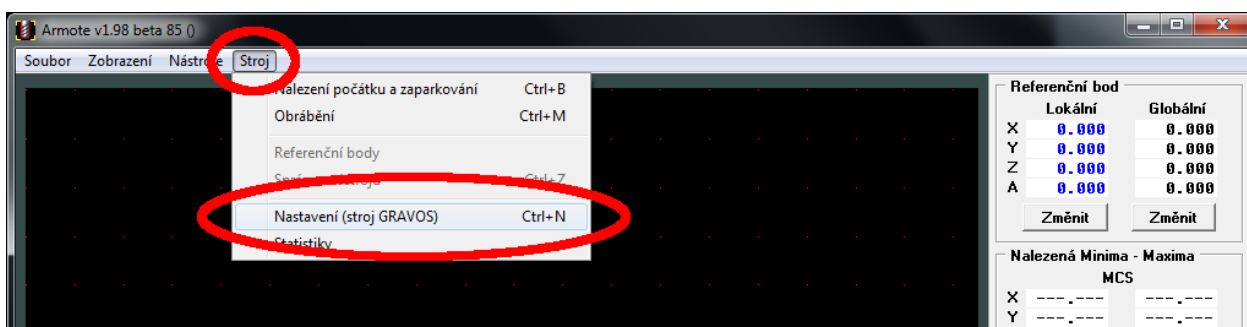 Armote v1.98 beta 85 ()
Soubor Zobrazení Stroj
Nalezení počátku a zaparkování Ctrl+B
Obrábění Ctrl+M
Referenční body
Ctrl+Z
Nastavení (stroj GRAVOS) Ctrl+N
Statistiky
Referenční bod
Lokální Globální
X 0.000 0.000
Y 0.000 0.000
Z 0.000 0.000
A 0.000 0.000
Změnit Změnit
Nalezená Minima - Maxima
MCS
X ---.--- ---.---
Y ---.--- ---.---